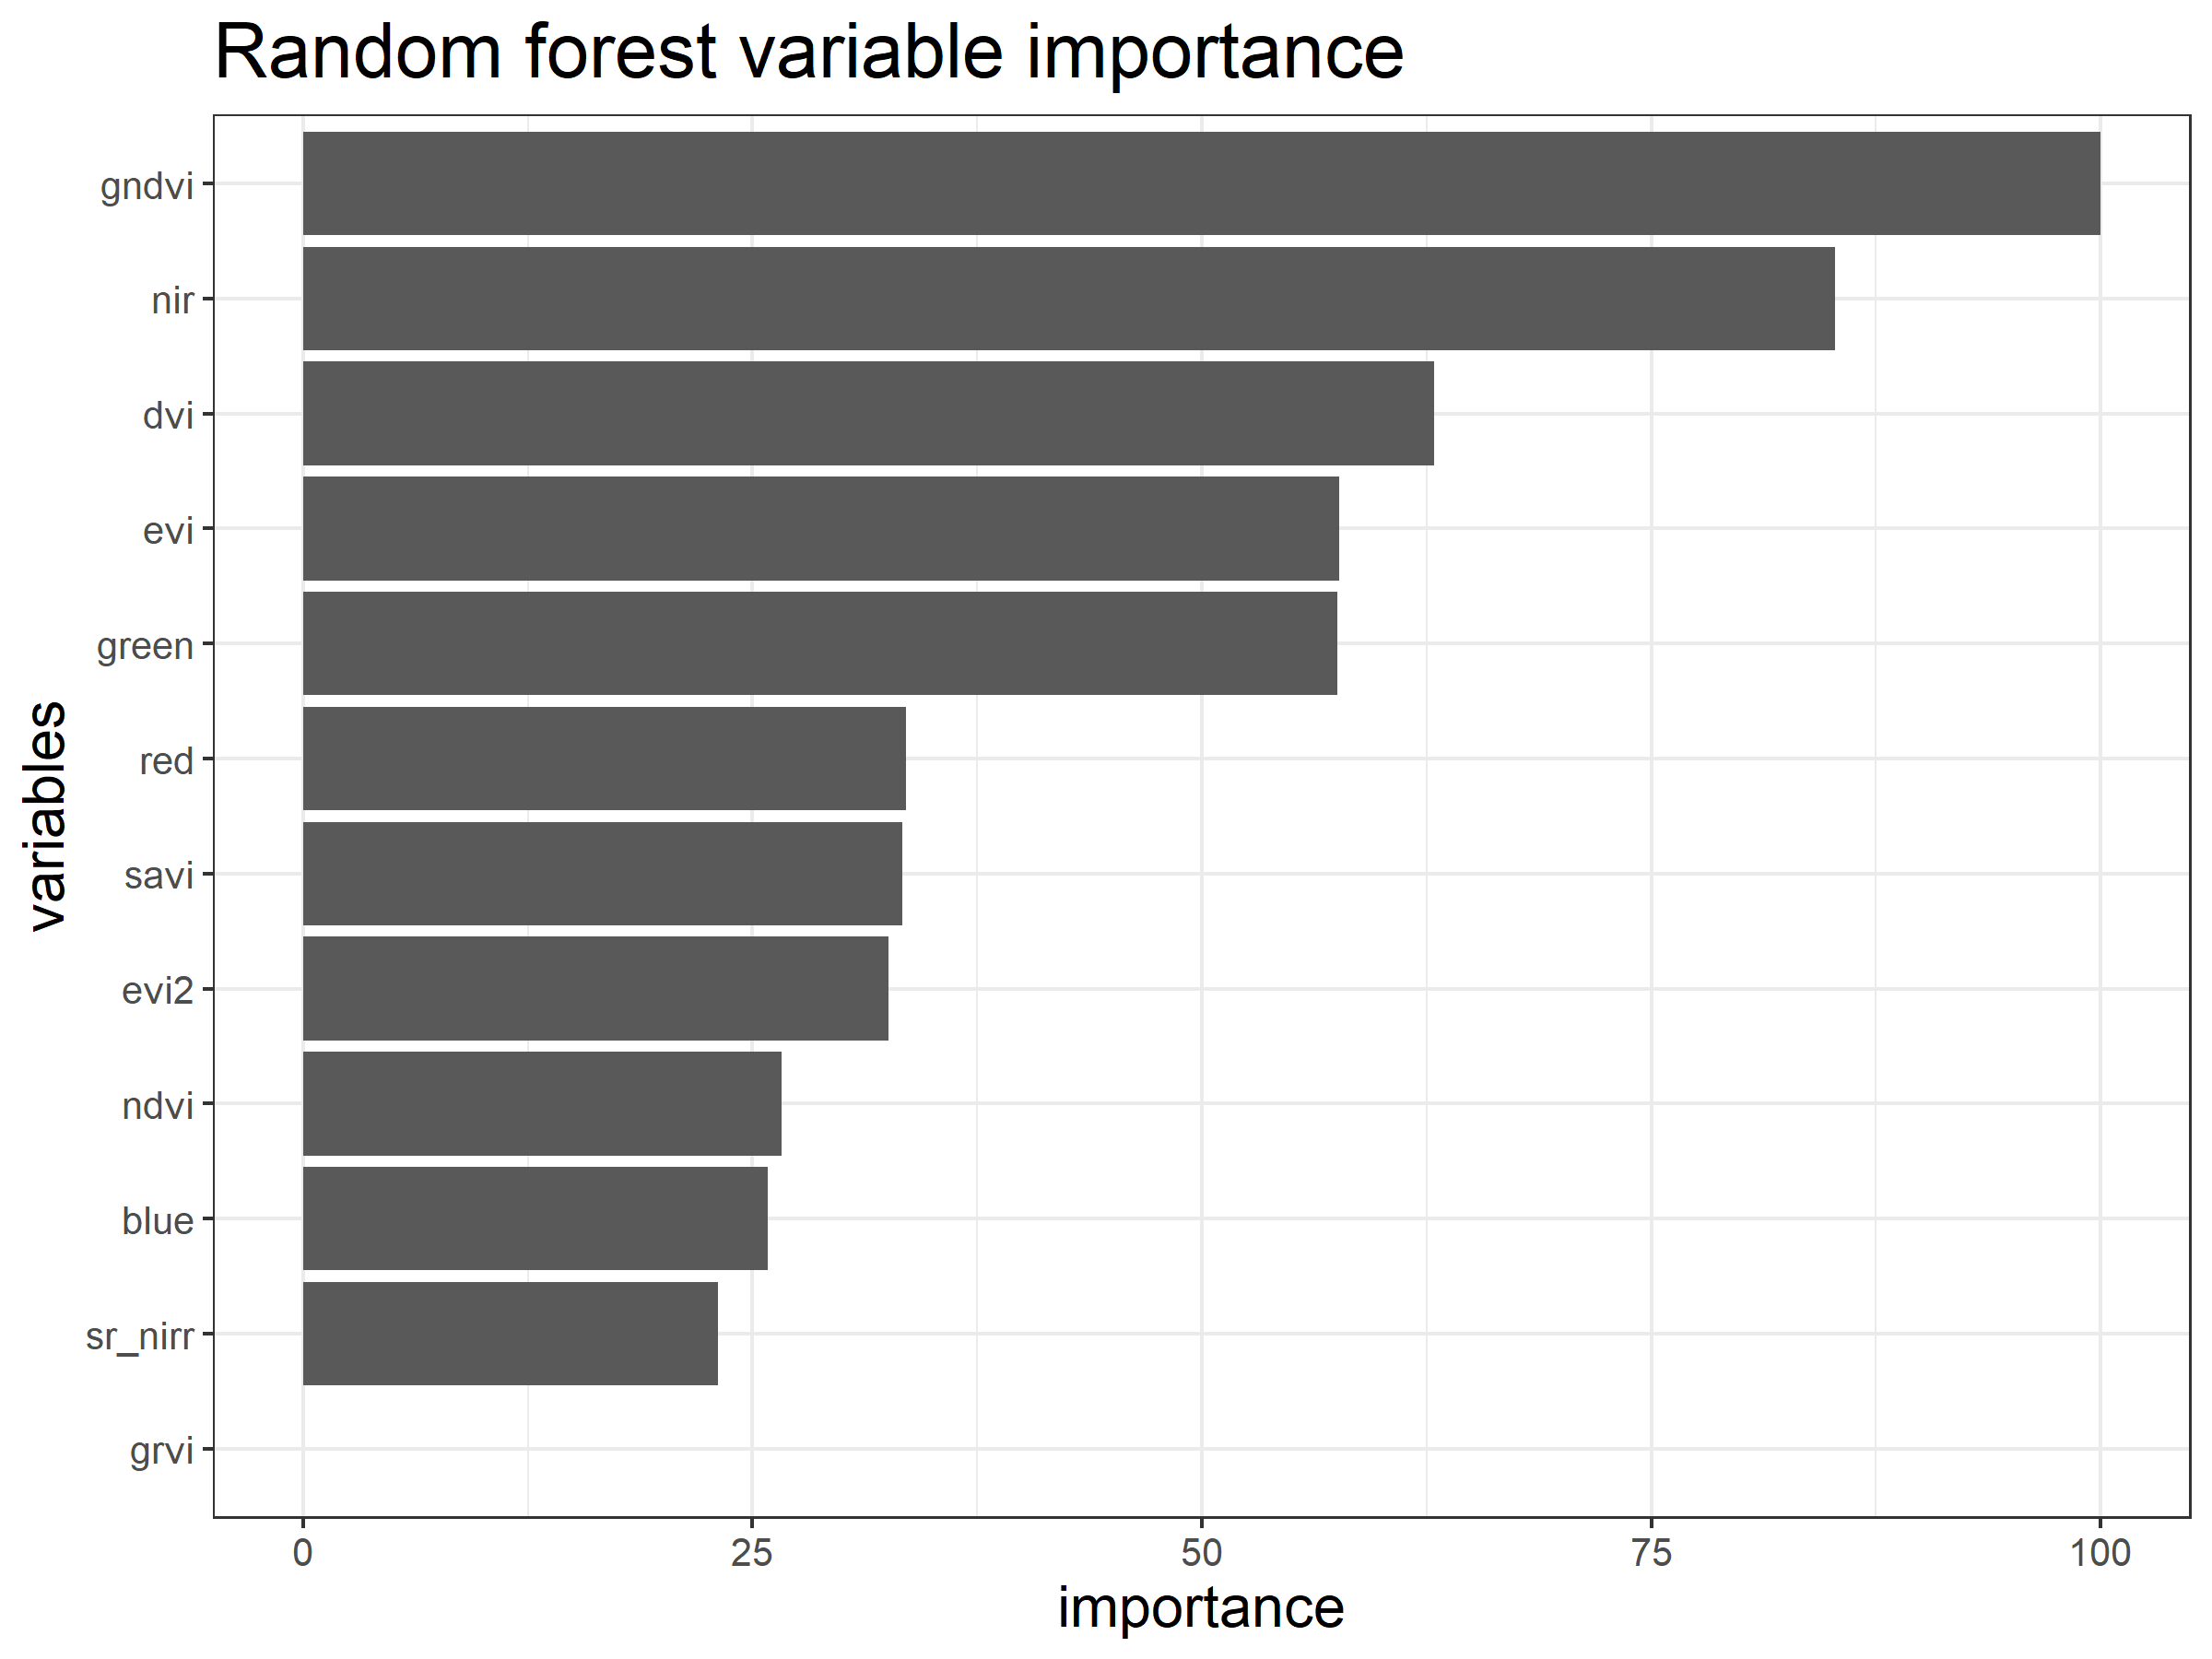 Random forest variable importance
gndvi
nir
dvi
evi
green
red
savi
evi2
ndvi
blue
sr_nirr
grvi
variables
0 25 50 75 100
importance